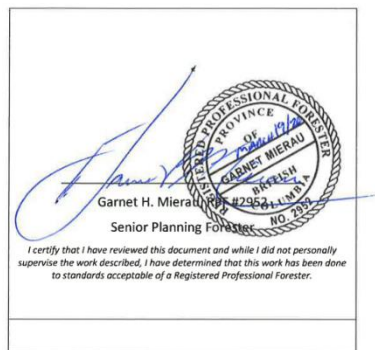 REGISTERED PROFESSIONAL FORESTER
PROVINCE
OF
GARNET MIERAU
BRITISH
COLUMBIA
NO. 2952
Garnet H. Mierau, RPF #2952
Senior Planning Forester
I certify that I have reviewed this document and while I did not personally
supervise the work described, I have determined that this work has been done
to standards acceptable of a Registered Professional Forester.